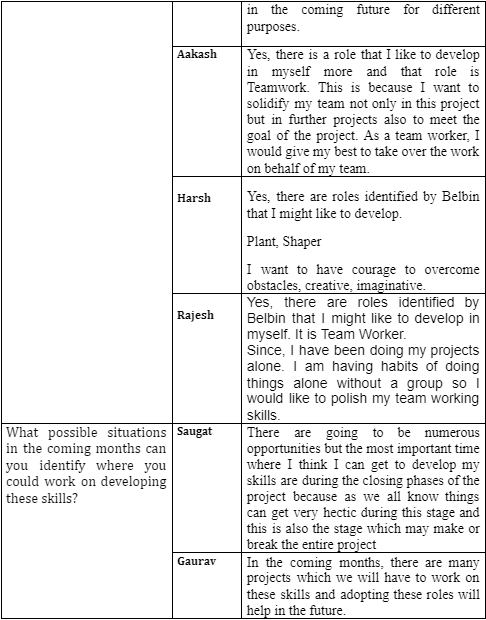 in the coming future for different
purposes.
Aakash
Yes, there is a role that I like to develop
in myself more and that role is
Teamwork. This is because I want to
solidify my team not only in this project
but in further projects also to meet the
goal of the project. As a team worker, I
would give my best to take over the work
on behalf of my team.
Harsh
Yes, there are roles identified by Belbin
that I might like to develop.
Plant, Shaper
I want to have courage to overcome
obstacles, creative, imaginative.
Rajesh
Yes, there are roles identified by
Belbin that I might like to develop in
myself. It is Team Worker.
Since, I have been doing my projects
alone. I am having habits of doing
things alone without a group so I
would like to polish my team working
skills.
What possible situations
in the coming months can
you identify where you
could work on developing
these skills?
Saugat
There are going to be numerous
opportunities but the most important time
where I think I can get to develop my
skills are during the closing phases of the
project because as we all know things
can get very hectic during this stage and
this is also the stage which may make or
break the entire project
Gaurav
In the coming months, there are many
projects which we will have to work on
these skills and adopting these roles will
help in the future.